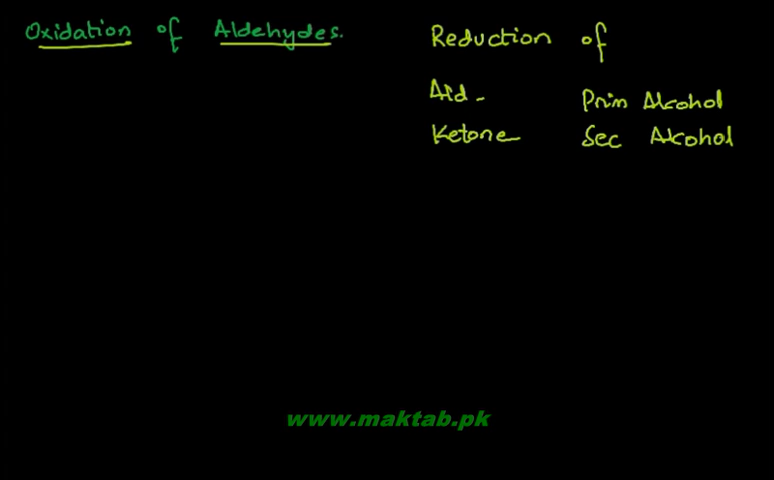 Oxidation of Aldehydes.
Reduction of
Ald - Prim Alcohol
Ketone Sec Alcohol
www.maktab.pk